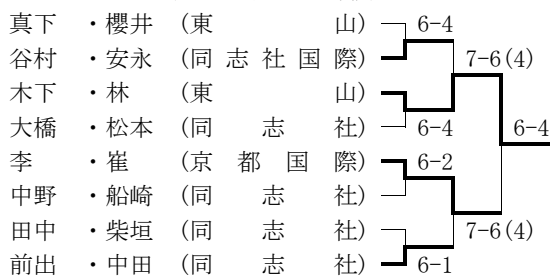 真下 ・櫻井 (東 山) 6-4
谷村 ・安永 (同 志 社 国 際) 7-6(4)
木下 ・林 (東 山)
大橋 ・松本 (同 志 社) 6-4 6-4
李 ・崔 (京 都 国 際) 6-2
中野 ・船崎 (同 志 社)
田中 ・柴垣 (同 志 社) 7-6(4)
前出 ・中田 (同 志 社) 6-1